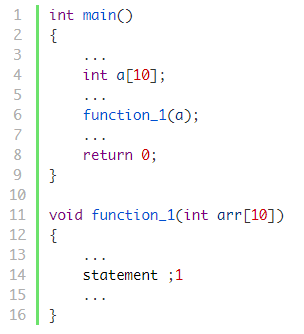 1 int main()
2 {
3 ...
4 int a[10];
5 ...
6 function_1(a);
7 ...
8 return 0;
9 }
10
11 void function_1(int arr[10])
12 {
13 ...
14 statement ;1
15 ...
16 }